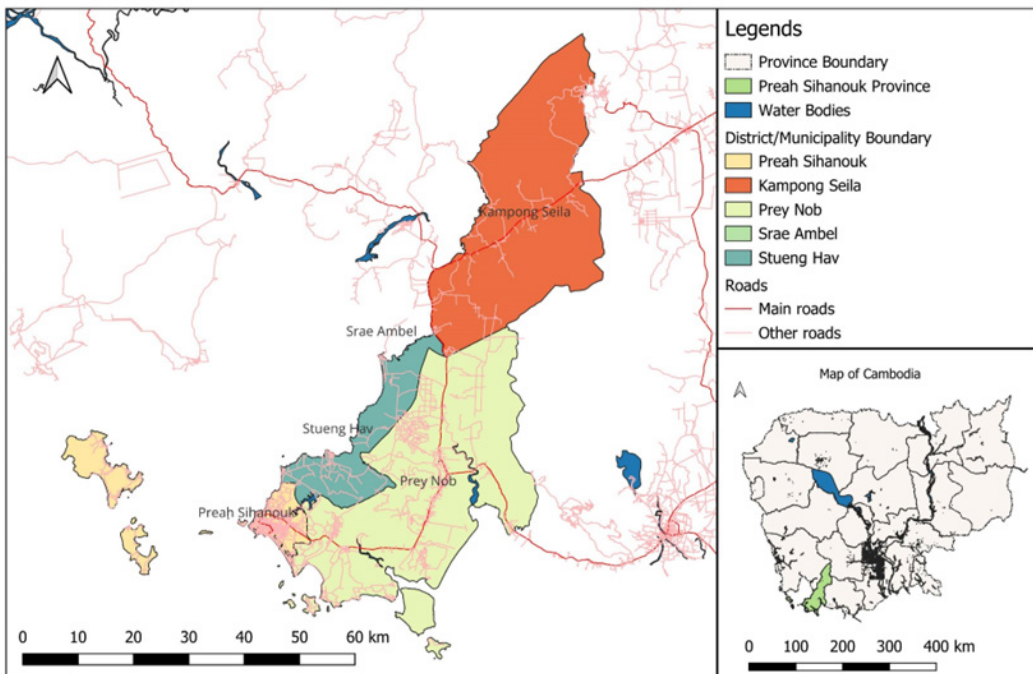 Kampong Seila
Srae Ambel
Stueng Hav
Prey Nob
Preah Sihanouk
0 10 20 30 40 50 60 km
Legends
Province Boundary
Preah Sihanouk Province
Water Bodies
District/Municipality Boundary
Preah Sihanouk
Kampong Seila
Prey Nob
Srae Ambel
Stueng Hav
Roads
Main roads
Other roads
Map of Cambodia
0 100 200 300 400 km